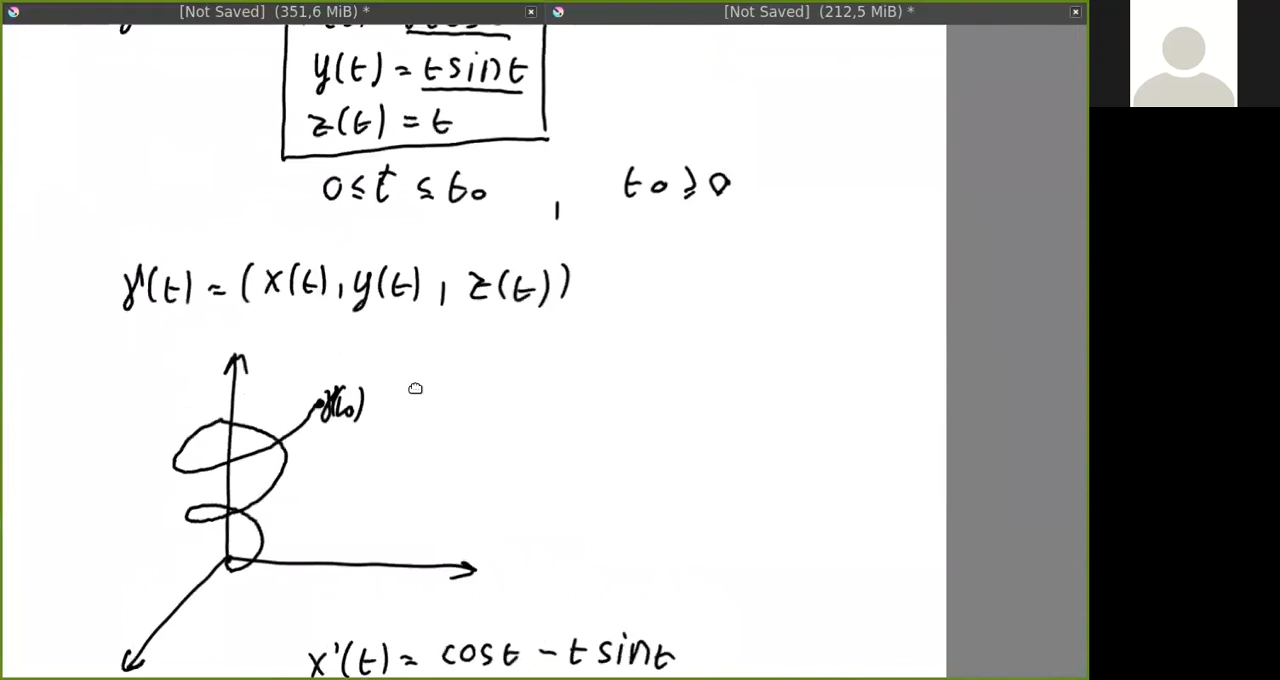 [Not Saved] (351,6 MiB) * [Not Saved] (212,5 MiB) *
y(t) = t sin t
z(t) = t
0 ≤ t ≤ t₀ , t₀ ≥ 0
γ(t) = (x(t), y(t), z(t))
γ(t₀)
x'(t) = cos t - t sin t